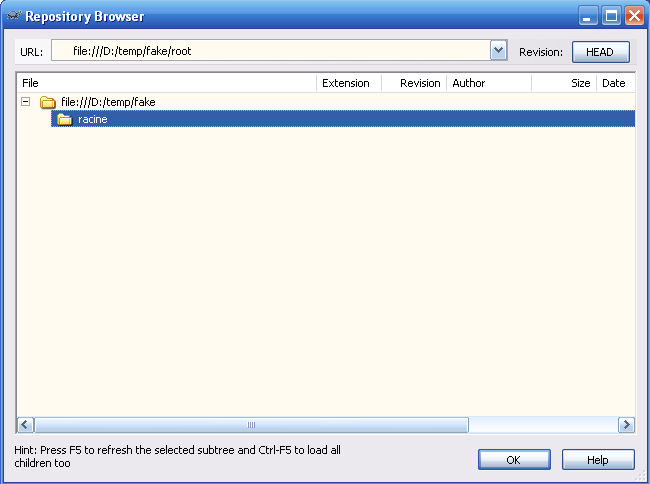 Repository Browser
URL: file:///D:/temp/fake/root Revision: HEAD
File Extension Revision Author Size Date
file:///D:/temp/fake
racine
Hint: Press F5 to refresh the selected subtree and Ctrl-F5 to load all
children too
OK Help